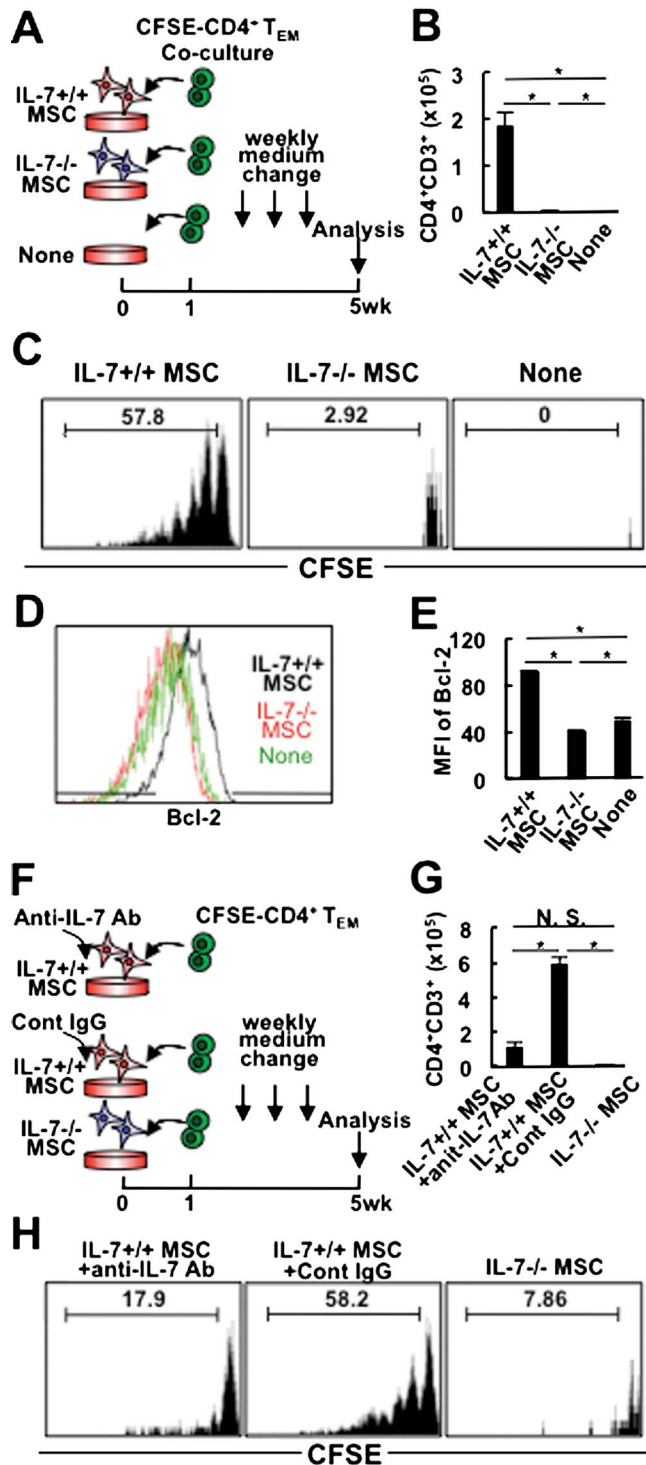 A
CFSE-CD4⁺ TEM
Co-culture
IL-7+/+
MSC
IL-7-/-
MSC
None
weekly
medium
change
Analysis
0
1
5wk
B
CD4⁺CD3⁺ (x10⁵)
3
2
1
0
*
* *
IL-7+/+
MSC
IL-7-/-
MSC
None
C
IL-7+/+ MSC
IL-7-/- MSC
None
57.8
2.92
0
CFSE
D
IL-7+/+
MSC
IL-7-/-
MSC
None
Bcl-2
E
MFI of Bcl-2
120
80
40
0
*
* *
IL-7+/+
MSC
IL-7-/-
MSC
None
F
Anti-IL-7 Ab
CFSE-CD4⁺ TEM
IL-7+/+
MSC
Cont IgG
IL-7+/+
MSC
IL-7-/-
MSC
weekly
medium
change
Analysis
0
1
5wk
G
CD4⁺CD3⁺ (x10⁵)
8
6
4
2
0
N. S.
* *
IL-7+/+ MSC
+anit-IL-7Ab
IL-7+/+ MSC
+Cont IgG
IL-7-/- MSC
H
IL-7+/+ MSC
+anti-IL-7 Ab
IL-7+/+ MSC
+Cont IgG
IL-7-/- MSC
17.9
58.2
7.86
CFSE